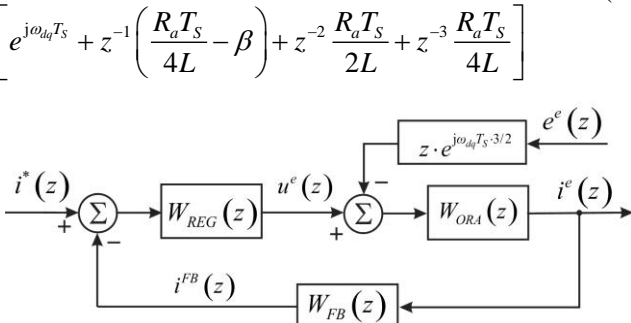 [e^{jω_{dq}T_S} + z^{-1}(R_aT_S/4L − β) + z^{-2} R_aT_S/2L + z^{-3} R_aT_S/4L]
z·e^{jω_{dq}T_S·3/2} e^e(z)
−
i^*(z) u^e(z) i^e(z)
Σ W_{REG}(z) Σ W_{ORA}(z)
+ − +
i^{FB}(z) W_{FB}(z)